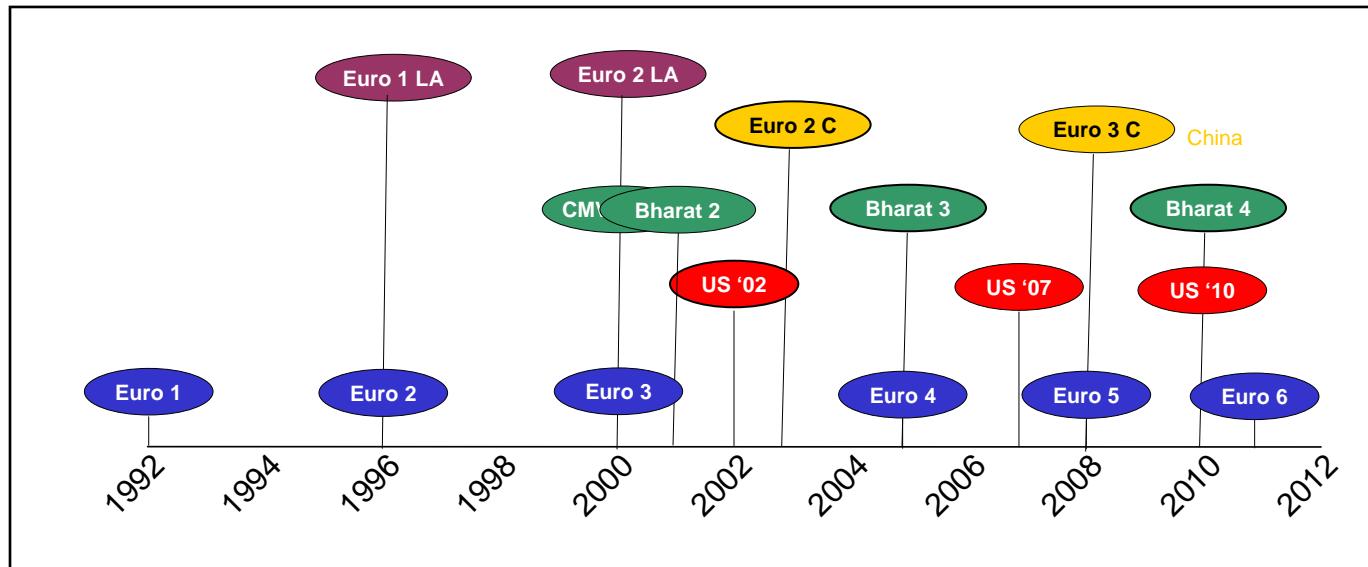 Euro 1 LA
Euro 2 LA
Euro 2 C
Euro 3 C
China
Bharat 2
Bharat 3
Bharat 4
US ‘02
US ‘07
US ‘10
Euro 1
Euro 2
Euro 3
Euro 4
Euro 5
Euro 6
1992
1994
1996
1998
2000
2002
2004
2006
2008
2010
2012